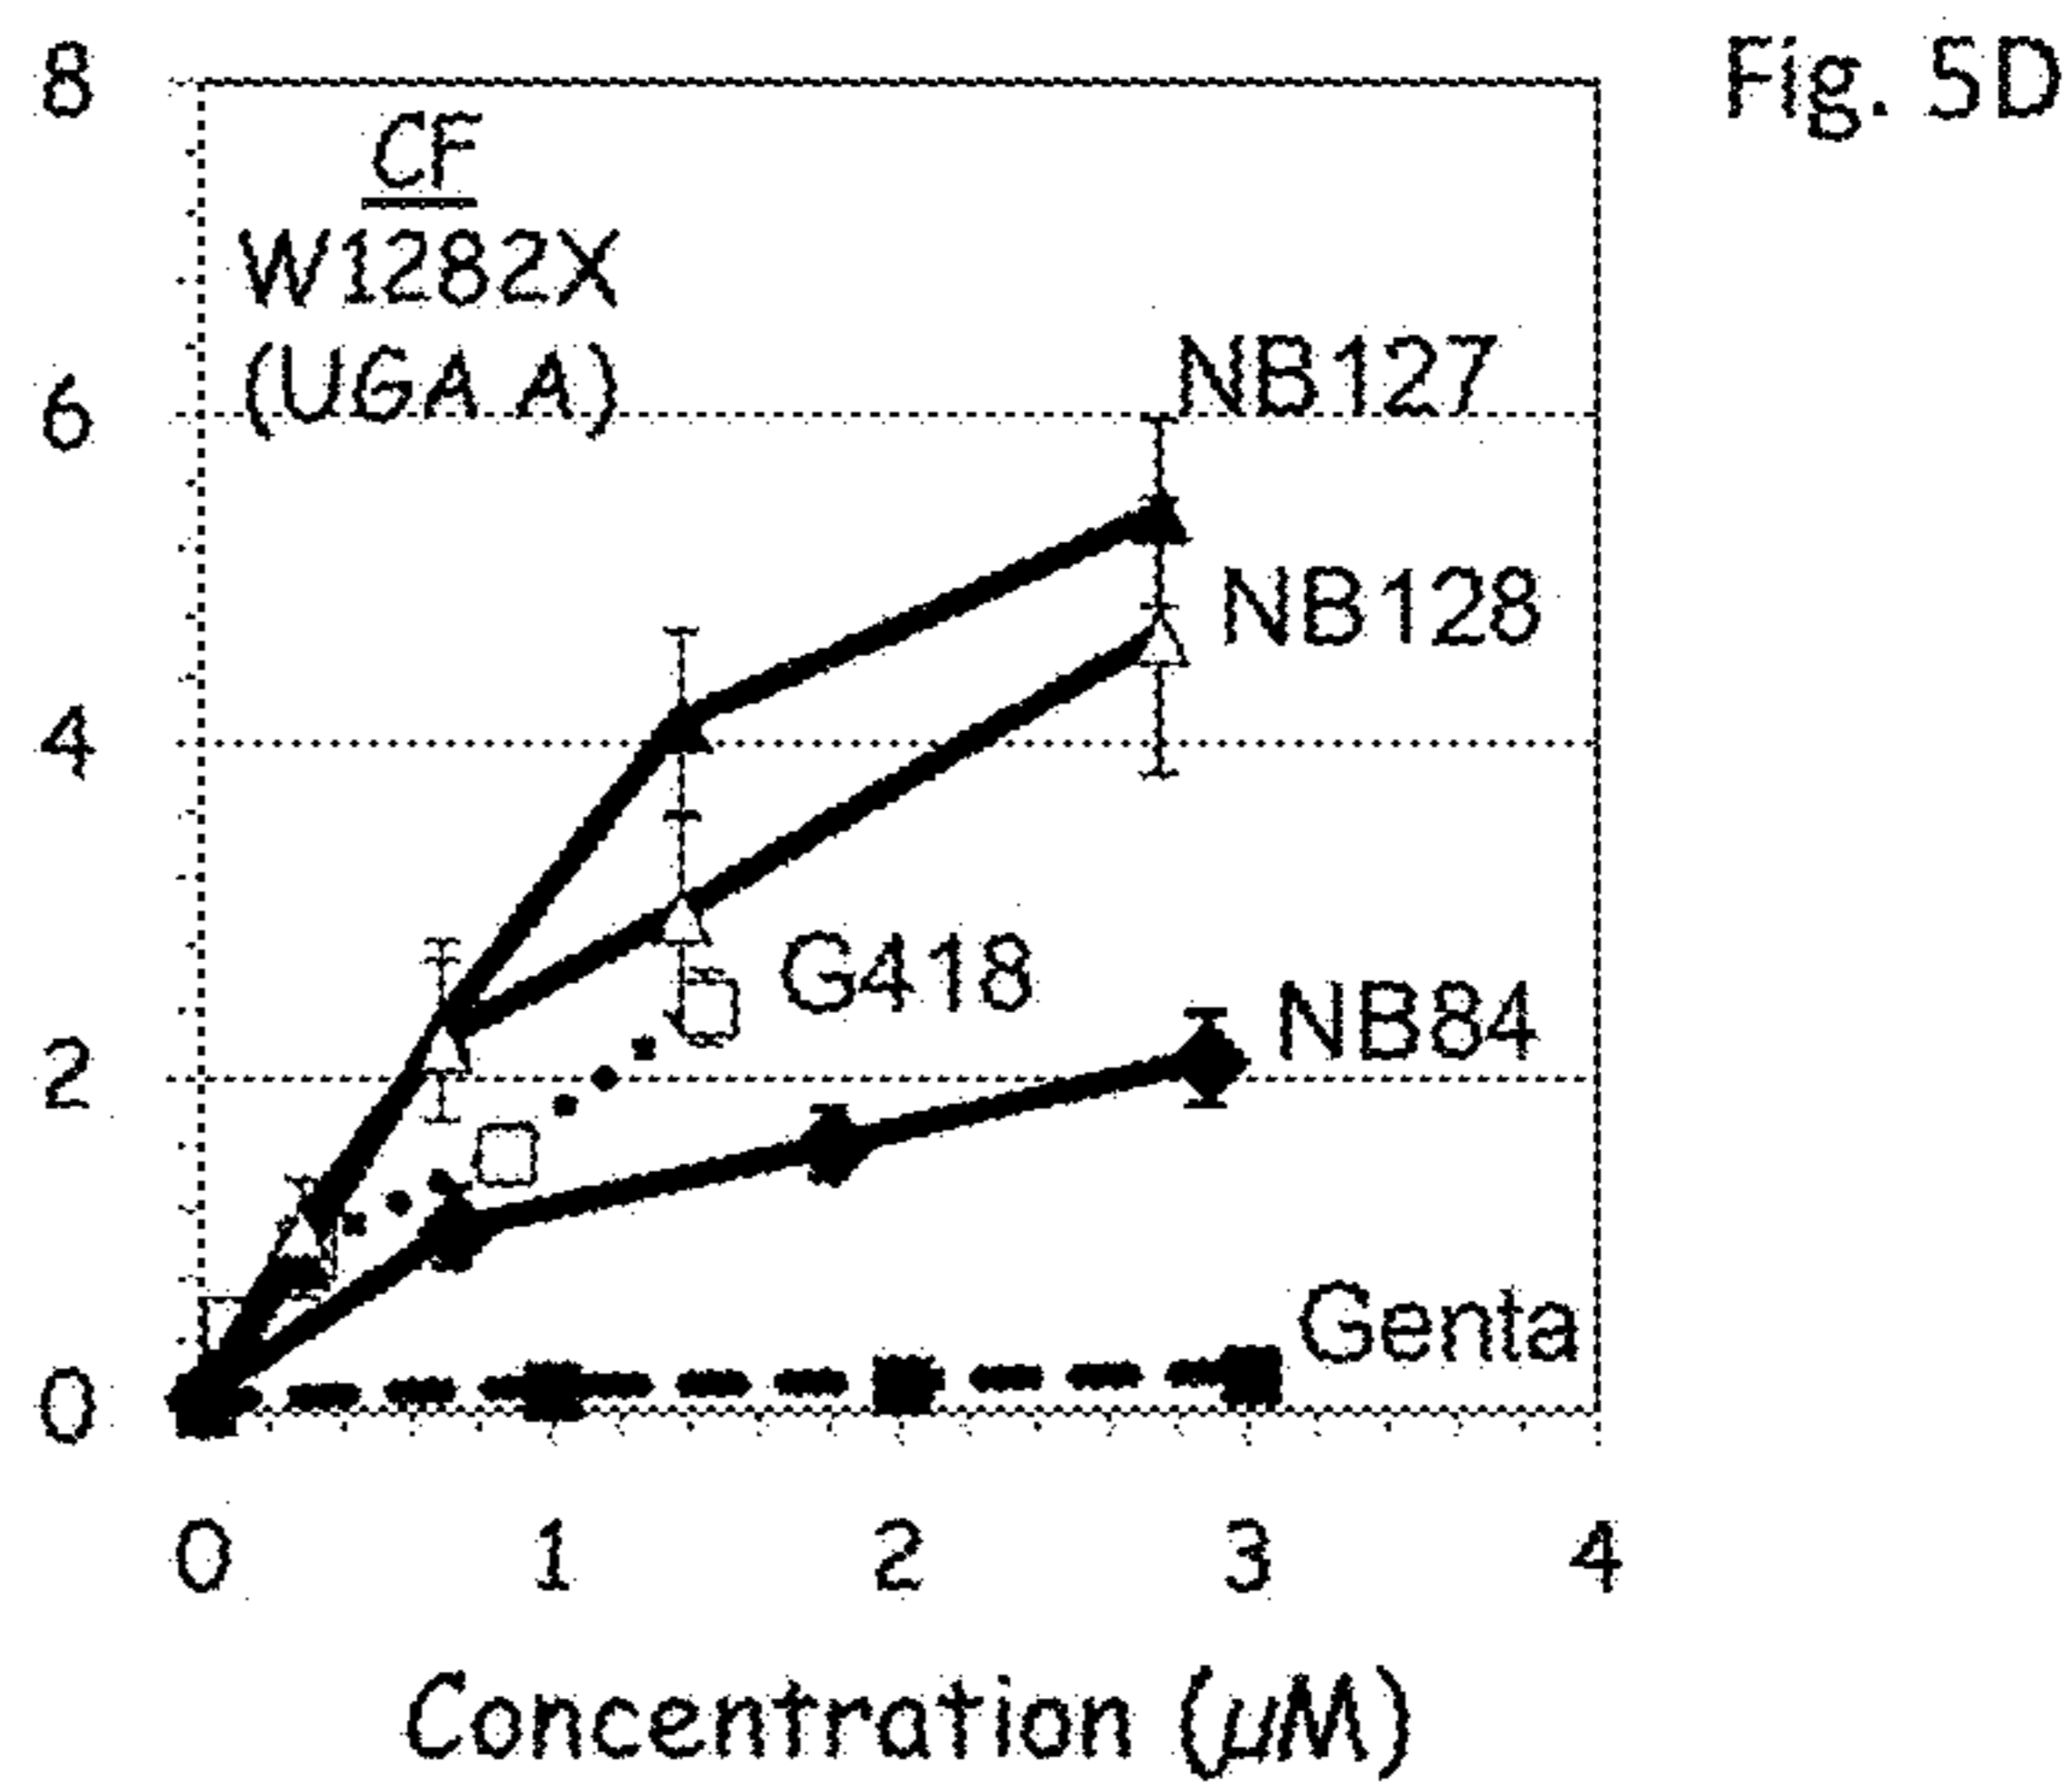 Fig. 5D
8
CF
W1282X
(UGA A)
NB127
6
NB128
4
G418
NB84
2
Genta
0
0 1 2 3 4
Concentration (µM)